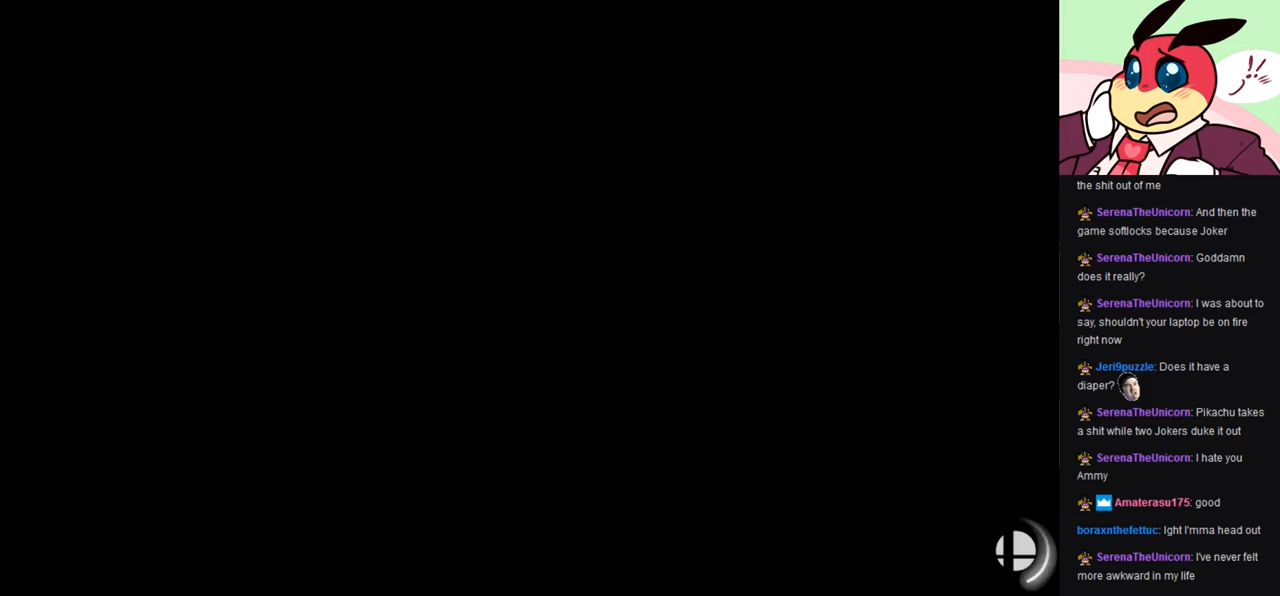 !!
the shit out of me
SerenaTheUnicorn: And then the
game softlocks because Joker
SerenaTheUnicorn: Goddamn
does it really?
SerenaTheUnicorn: I was about to
say, shouldn't your laptop be on fire
right now
Jeri9puzzle: Does it have a
diaper?
SerenaTheUnicorn: Pikachu takes
a shit while two Jokers duke it out
SerenaTheUnicorn: I hate you
Ammy
Amaterasu175: good
boraxnthefettuc: Ight I'mma head out
SerenaTheUnicorn: I've never felt
more awkward in my life